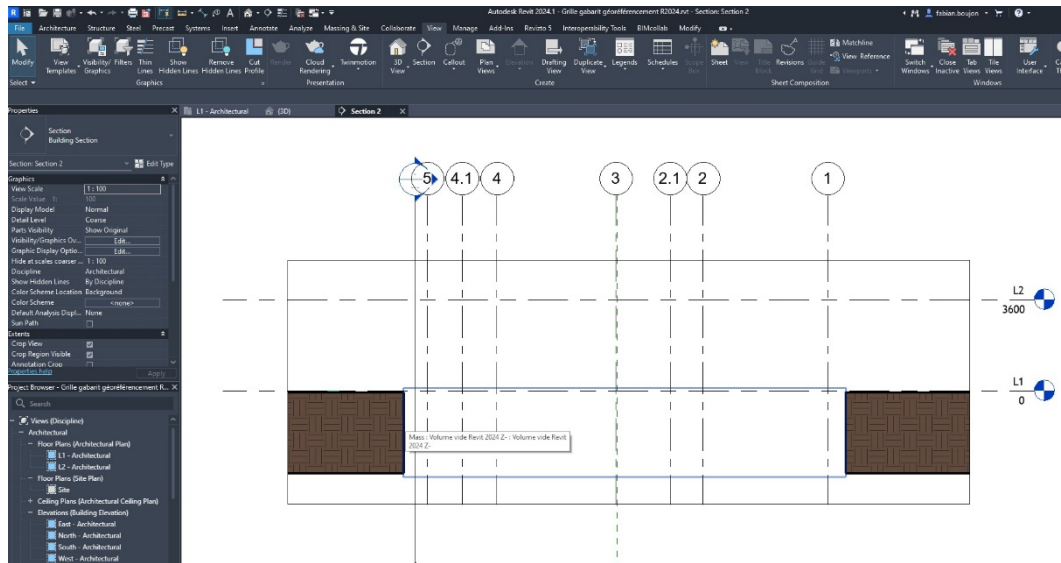 Autodesk Revit 2024.1 - Grille gabarit géoréférencement R2024.rvt - Section: Section 2
fabian.boujon
File Architecture Structure Steel Precast Systems Insert Annotate Analyze Massing & Site Collaborate View Manage Add-Ins Revizto 5 Interoperability Tools BIMcollab Modify
Modify
View Templates
Visibility/ Graphics
Filters
Thin Lines
Show Hidden Lines
Remove Hidden Lines
Cut Profile
Render
Cloud Rendering
Twinmotion
3D View
Section
Callout
Plan Views
Elevation
Drafting View
Duplicate View
Legends
Schedules
Scope Box
Sheet
View
Title Block
Revisions
Guide Grid
Matchline
View Reference
Viewports
Switch Windows
Close Inactive
Tab Views
Tile Views
User Interface
Select
Graphics
Presentation
Create
Sheet Composition
Windows
Properties
L1 - Architectural
{3D}
Section 2
Section
Building Section
Section: Section 2
Edit Type
Graphics
View Scale 1 : 100
Scale Value 1: 100
Display Model Normal
Detail Level Coarse
Parts Visibility Show Original
Visibility/Graphics Ov... Edit...
Graphic Display Optio... Edit...
Hide at scales coarser ... 1 : 100
Discipline Architectural
Show Hidden Lines By Discipline
Color Scheme Location Background
Color Scheme <none>
Default Analysis Displ... None
Sun Path
Extents
Crop View
Crop Region Visible
Annotation Crop
Properties help Apply
Project Browser - Grille gabarit géoréférencement R...
Search
Views (Discipline)
Architectural
Floor Plans (Architectural Plan)
L1 - Architectural
L2 - Architectural
Floor Plans (Site Plan)
Site
Ceiling Plans (Architectural Ceiling Plan)
Elevations (Building Elevation)
East - Architectural
North - Architectural
South - Architectural
West - Architectural
5 4.1 4 3 2.1 2 1
L2
3600
L1
0
Mass : Volume vide Revit 2024 Z- : Volume vide Revit
2024 Z-